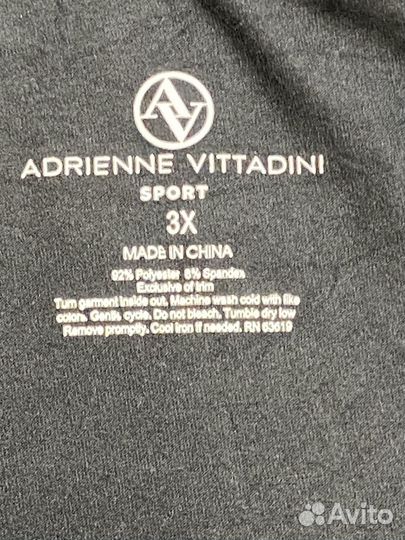 AV
ADRIENNE VITTADINI
SPORT
3X
MADE IN CHINA
92% Polyester 8% Spandex
Exclusive of trim
Turn garment inside out. Machine wash cold with like
colors. Gentle cycle. Do not bleach. Tumble dry low
Remove promptly. Cool iron if needed. RN 63619
Avito